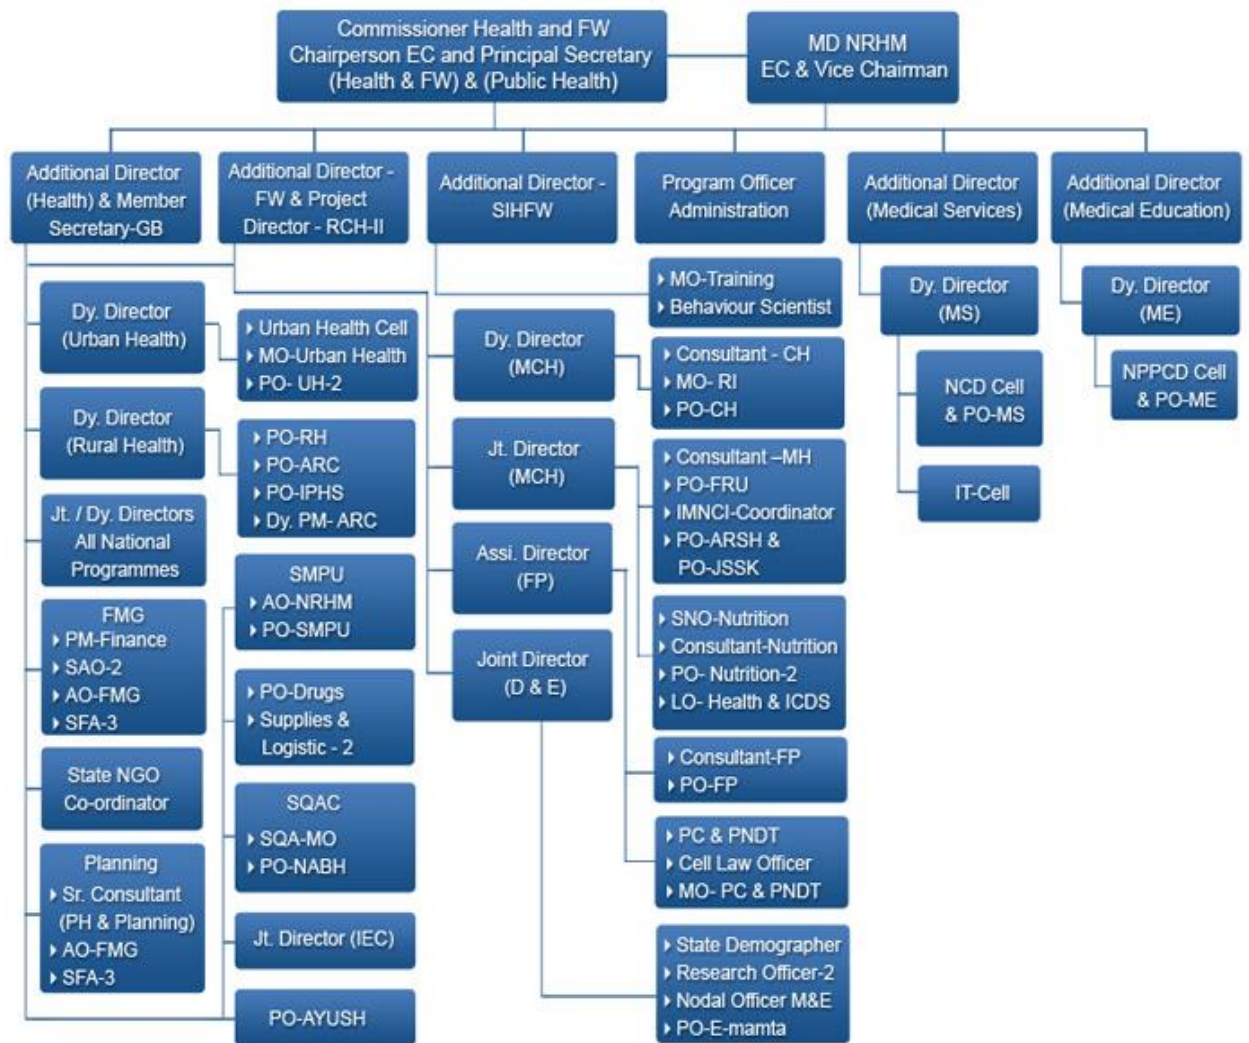 Commissioner Health and FW
Chairperson EC and Principal Secretary
(Health & FW) & (Public Health)
MD NRHM
EC & Vice Chairman
Additional Director
(Health) & Member
Secretary-GB
Additional Director -
FW & Project
Director - RCH-II
Additional Director -
SIHFW
Program Officer
Administration
Additional Director
(Medical Services)
Additional Director
(Medical Education)
Dy. Director
(Urban Health)
Dy. Director
(Rural Health)
Jt. / Dy. Directors
All National
Programmes
FMG
PM-Finance
SAO-2
AO-FMG
SFA-3
State NGO
Co-ordinator
Planning
Sr. Consultant
(PH & Planning)
AO-FMG
SFA-3
Urban Health Cell
MO-Urban Health
PO- UH-2
PO-RH
PO-ARC
PO-IPHS
Dy. PM- ARC
SMPU
AO-NRHM
PO-SMPU
PO-Drugs
Supplies &
Logistic - 2
SQAC
SQA-MO
PO-NABH
Jt. Director (IEC)
PO-AYUSH
Dy. Director
(MCH)
Jt. Director
(MCH)
Assi. Director
(FP)
Joint Director
(D & E)
MO-Training
Behaviour Scientist
Consultant - CH
MO- RI
PO-CH
Consultant –MH
PO-FRU
IMNCI-Coordinator
PO-ARSH &
PO-JSSK
SNO-Nutrition
Consultant-Nutrition
PO- Nutrition-2
LO- Health & ICDS
Consultant-FP
PO-FP
PC & PNDT
Cell Law Officer
MO- PC & PNDT
State Demographer
Research Officer-2
Nodal Officer M&E
PO-E-mamta
Dy. Director
(MS)
NCD Cell
& PO-MS
IT-Cell
Dy. Director
(ME)
NPPCD Cell
& PO-ME